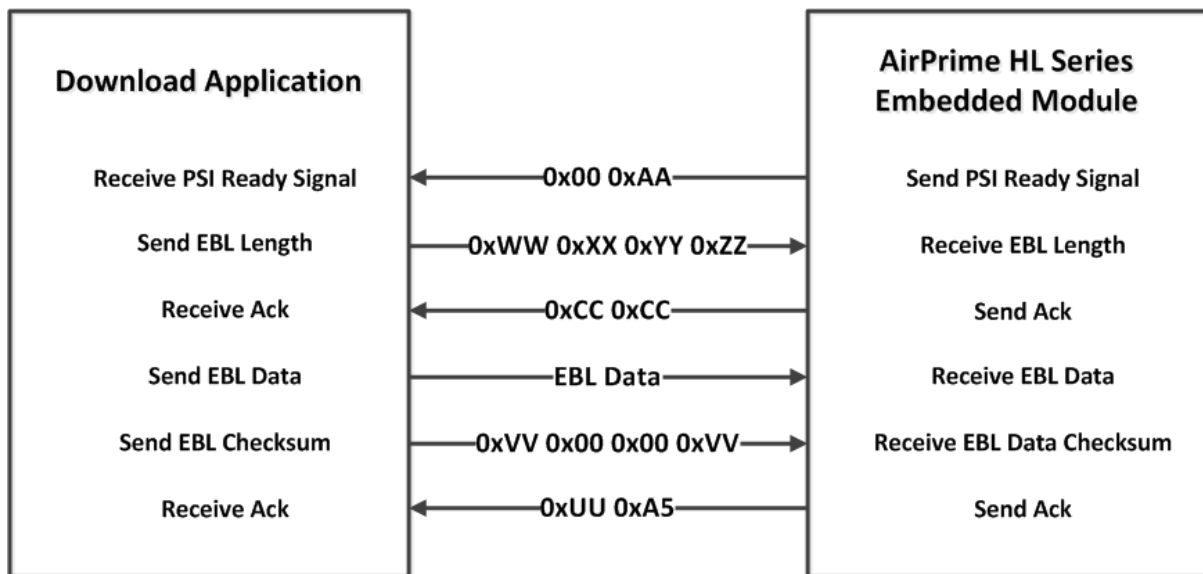 Download Application
AirPrime HL Series
Embedded Module
Receive PSI Ready Signal
0x00 0xAA
Send PSI Ready Signal
Send EBL Length
0xWW 0xXX 0xYY 0xZZ
Receive EBL Length
Receive Ack
0xCC 0xCC
Send Ack
Send EBL Data
EBL Data
Receive EBL Data
Send EBL Checksum
0xVV 0x00 0x00 0xVV
Receive EBL Data Checksum
Receive Ack
0xUU 0xA5
Send Ack